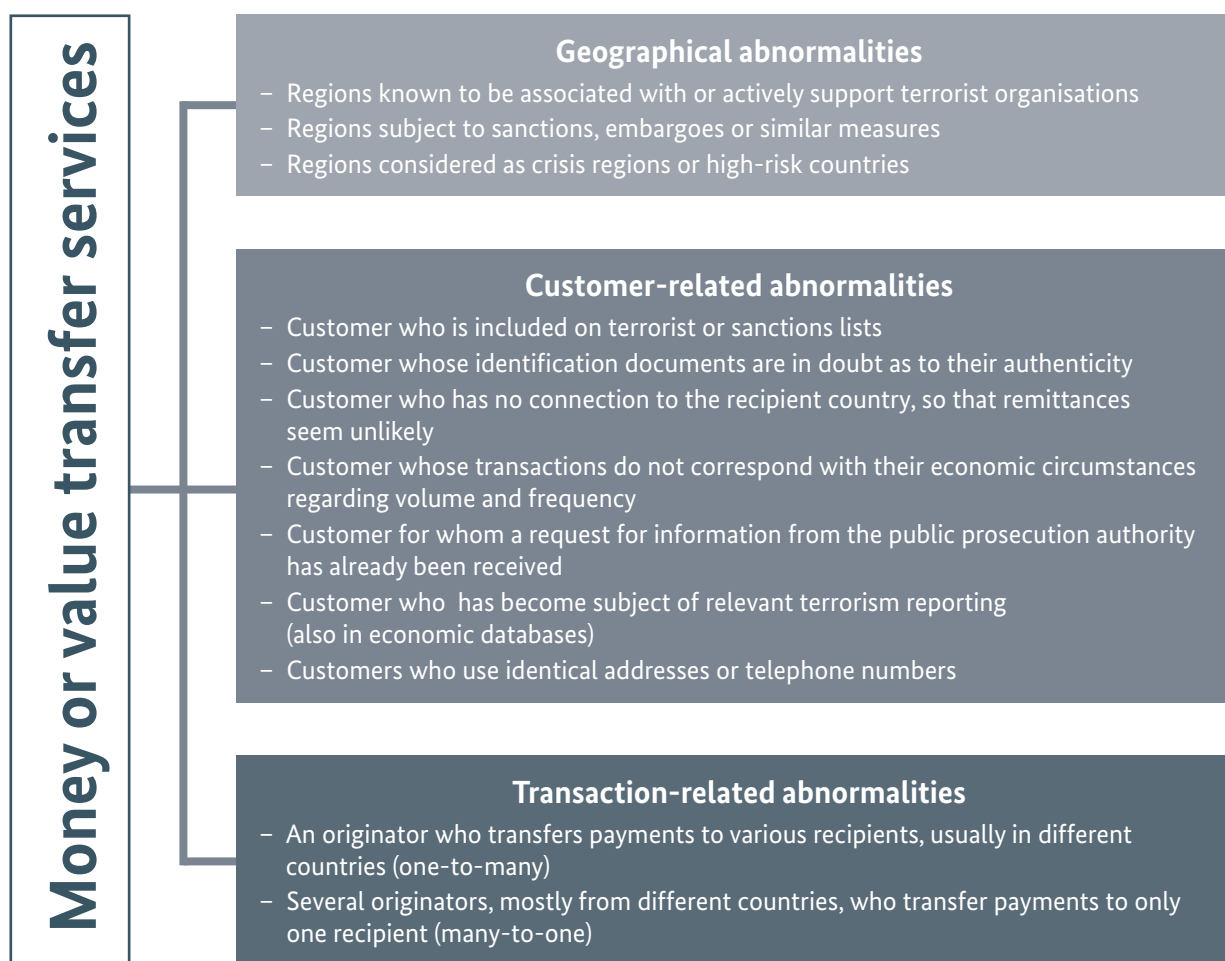 Money or value transfer services
Geographical abnormalities
– Regions known to be associated with or actively support terrorist organisations
– Regions subject to sanctions, embargoes or similar measures
– Regions considered as crisis regions or high-risk countries
Customer-related abnormalities
– Customer who is included on terrorist or sanctions lists
– Customer whose identification documents are in doubt as to their authenticity
– Customer who has no connection to the recipient country, so that remittances
seem unlikely
– Customer whose transactions do not correspond with their economic circumstances
regarding volume and frequency
– Customer for whom a request for information from the public prosecution authority
has already been received
– Customer who  has become subject of relevant terrorism reporting
(also in economic databases)
– Customers who use identical addresses or telephone numbers
Transaction-related abnormalities
– An originator who transfers payments to various recipients, usually in different
countries (one-to-many)
– Several originators, mostly from different countries, who transfer payments to only
one recipient (many-to-one)